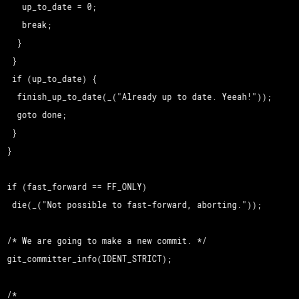 up_to_date = 0;
break;
}
}
if (up_to_date) {
finish_up_to_date(_("Already up to date. Yeeah!"));
goto done;
}
}
if (fast_forward == FF_ONLY)
die(_("Not possible to fast-forward, aborting."));
/* We are going to make a new commit. */
git_committer_info(IDENT_STRICT);
/*